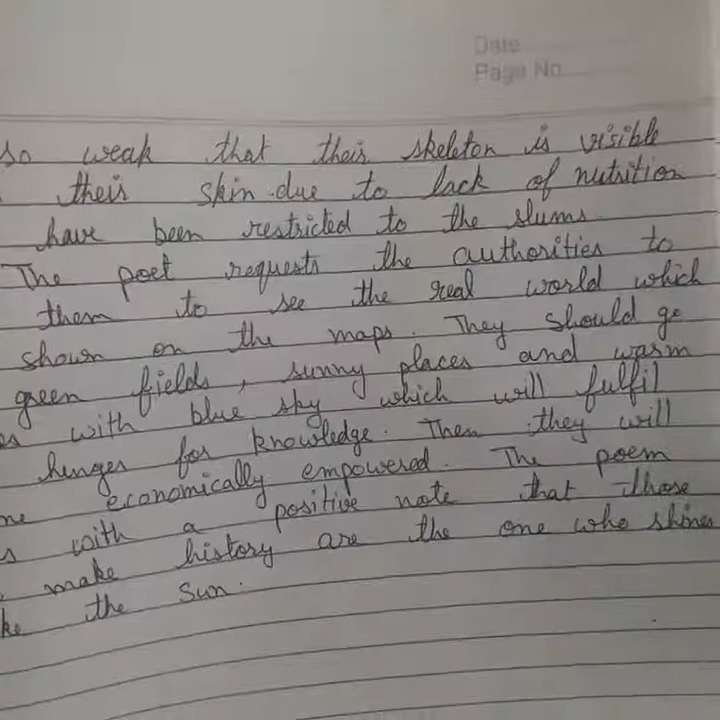 Date
Page No
so weak that their skeleton is visible
their skin due to lack of nutrition
have been restricted to the slums
The poet requests the authorities to
them to see the real world which
shown on the maps. They should go
green fields, sunny places and warm
es with blue sky which will fulfil
hunger for knowledge. Then they will
me economically empowered. The poem
s with a positive note that those
make history are the one who shines
ke the sun.